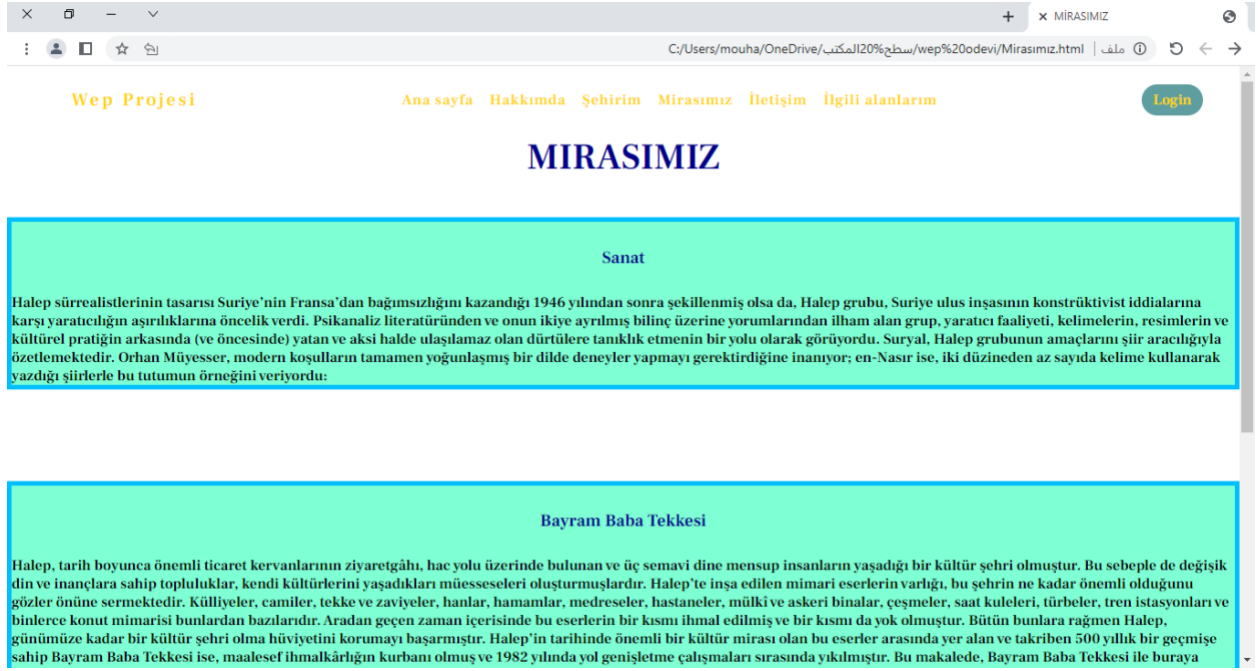 MİRASIMIZ
C:/Users/mouha/OneDrive/سطح%20المكتب/wep%20odevi/Mirasımız.html | ملف
Wep Projesi
Ana sayfa Hakkımda Şehirim Mirasımız İletişim İlgili alanlarım
Login
MIRASIMIZ
Sanat
Halep sürrealistlerinin tasarısı Suriye’nin Fransa’dan bağımsızlığını kazandığı 1946 yılından sonra şekillenmiş olsa da, Halep grubu, Suriye ulus inşasının konstrüktivist iddialarına
karşı yaratıcılığın aşırılıklarına öncelik verdi. Psikanaliz literatüründen ve onun ikiye ayrılmış bilinç üzerine yorumlarından ilham alan grup, yaratıcı faaliyeti, kelimelerin, resimlerin ve
kültürel pratiğin arkasında (ve öncesinde) yatan ve aksi halde ulaşılamaz olan dürtülere tanıklık etmenin bir yolu olarak görüyordu. Suryal, Halep grubunun amaçlarını şiir aracılığıyla
özetlemektedir. Orhan Müyesser, modern koşulların tamamen yoğunlaşmış bir dilde deneyler yapmayı gerektirdiğine inanıyor; en-Nasır ise, iki düzineden az sayıda kelime kullanarak
yazdığı şiirlerle bu tutumun örneğini veriyordu:
Bayram Baba Tekkesi
Halep, tarih boyunca önemli ticaret kervanlarının ziyaretgâhı, hac yolu üzerinde bulunan ve üç semavi dine mensup insanların yaşadığı bir kültür şehri olmuştur. Bu sebeple de değişik
din ve inançlara sahip topluluklar, kendi kültürlerini yaşadıkları müesseseleri oluşturmuşlardır. Halep’te inşa edilen mimari eserlerin varlığı, bu şehrin ne kadar önemli olduğunu
gözler önüne sermektedir. Külliyeler, camiler, tekke ve zaviyeler, hanlar, hamamlar, medreseler, hastaneler, mülki ve askeri binalar, çeşmeler, saat kuleleri, türbeler, tren istasyonları ve
binlerce konut mimarisi bunlardan bazılarıdır. Aradan geçen zaman içerisinde bu eserlerin bir kısmı ihmal edilmiş ve bir kısmı da yok olmuştur. Bütün bunlara rağmen Halep,
günümüze kadar bir kültür şehri olma hüviyetini korumayı başarmıştır. Halep’in tarihinde önemli bir kültür mirası olan bu eserler arasında yer alan ve takriben 500 yıllık bir geçmişe
sahip Bayram Baba Tekkesi ise, maalesef ihmalkârlığın kurbanı olmuş ve 1982 yılında yol genişletme çalışmaları sırasında yıkılmıştır. Bu makalede, Bayram Baba Tekkesi ile buraya